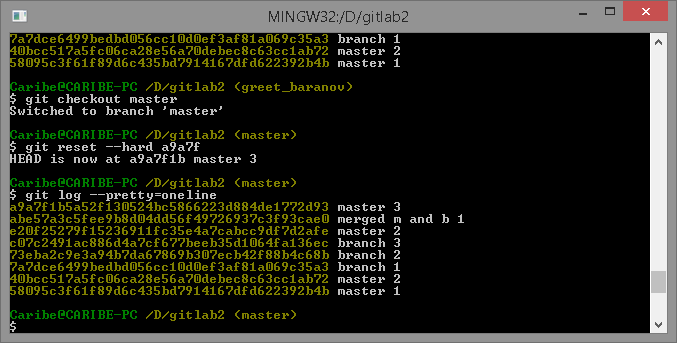 MINGW32:/D/gitlab2
7a7dce6499bedbd056cc10d0ef3af81a069c35a3 branch 1
40bcc517a5fc06ca28e56a70debec8c63cc1ab72 master 2
58095c3f61f89d6c435bd7914167dfd622392b4b master 1
Caribe@CARIBE-PC /D/gitlab2 (greet_baranov)
$ git checkout master
Switched to branch 'master'
Caribe@CARIBE-PC /D/gitlab2 (master)
$ git reset --hard a9a7f
HEAD is now at a9a7f1b master 3
Caribe@CARIBE-PC /D/gitlab2 (master)
$ git log --pretty=oneline
a9a7f1b5a52f130524bc5866223d884de1772d93 master 3
abe57a3c5fee9b8d04dd56f49726937c3f93cae0 merged m and b 1
e20f25279f15236911fc35e4a7cabcc9df7d2afe master 2
c07c2491ac886d4a7cf677beeb35d1064fa136ec branch 3
73eba2c9e3a94b7da67869b307ecb42f88b4c68b branch 2
7a7dce6499bedbd056cc10d0ef3af81a069c35a3 branch 1
40bcc517a5fc06ca28e56a70debec8c63cc1ab72 master 2
58095c3f61f89d6c435bd7914167dfd622392b4b master 1
Caribe@CARIBE-PC /D/gitlab2 (master)
$